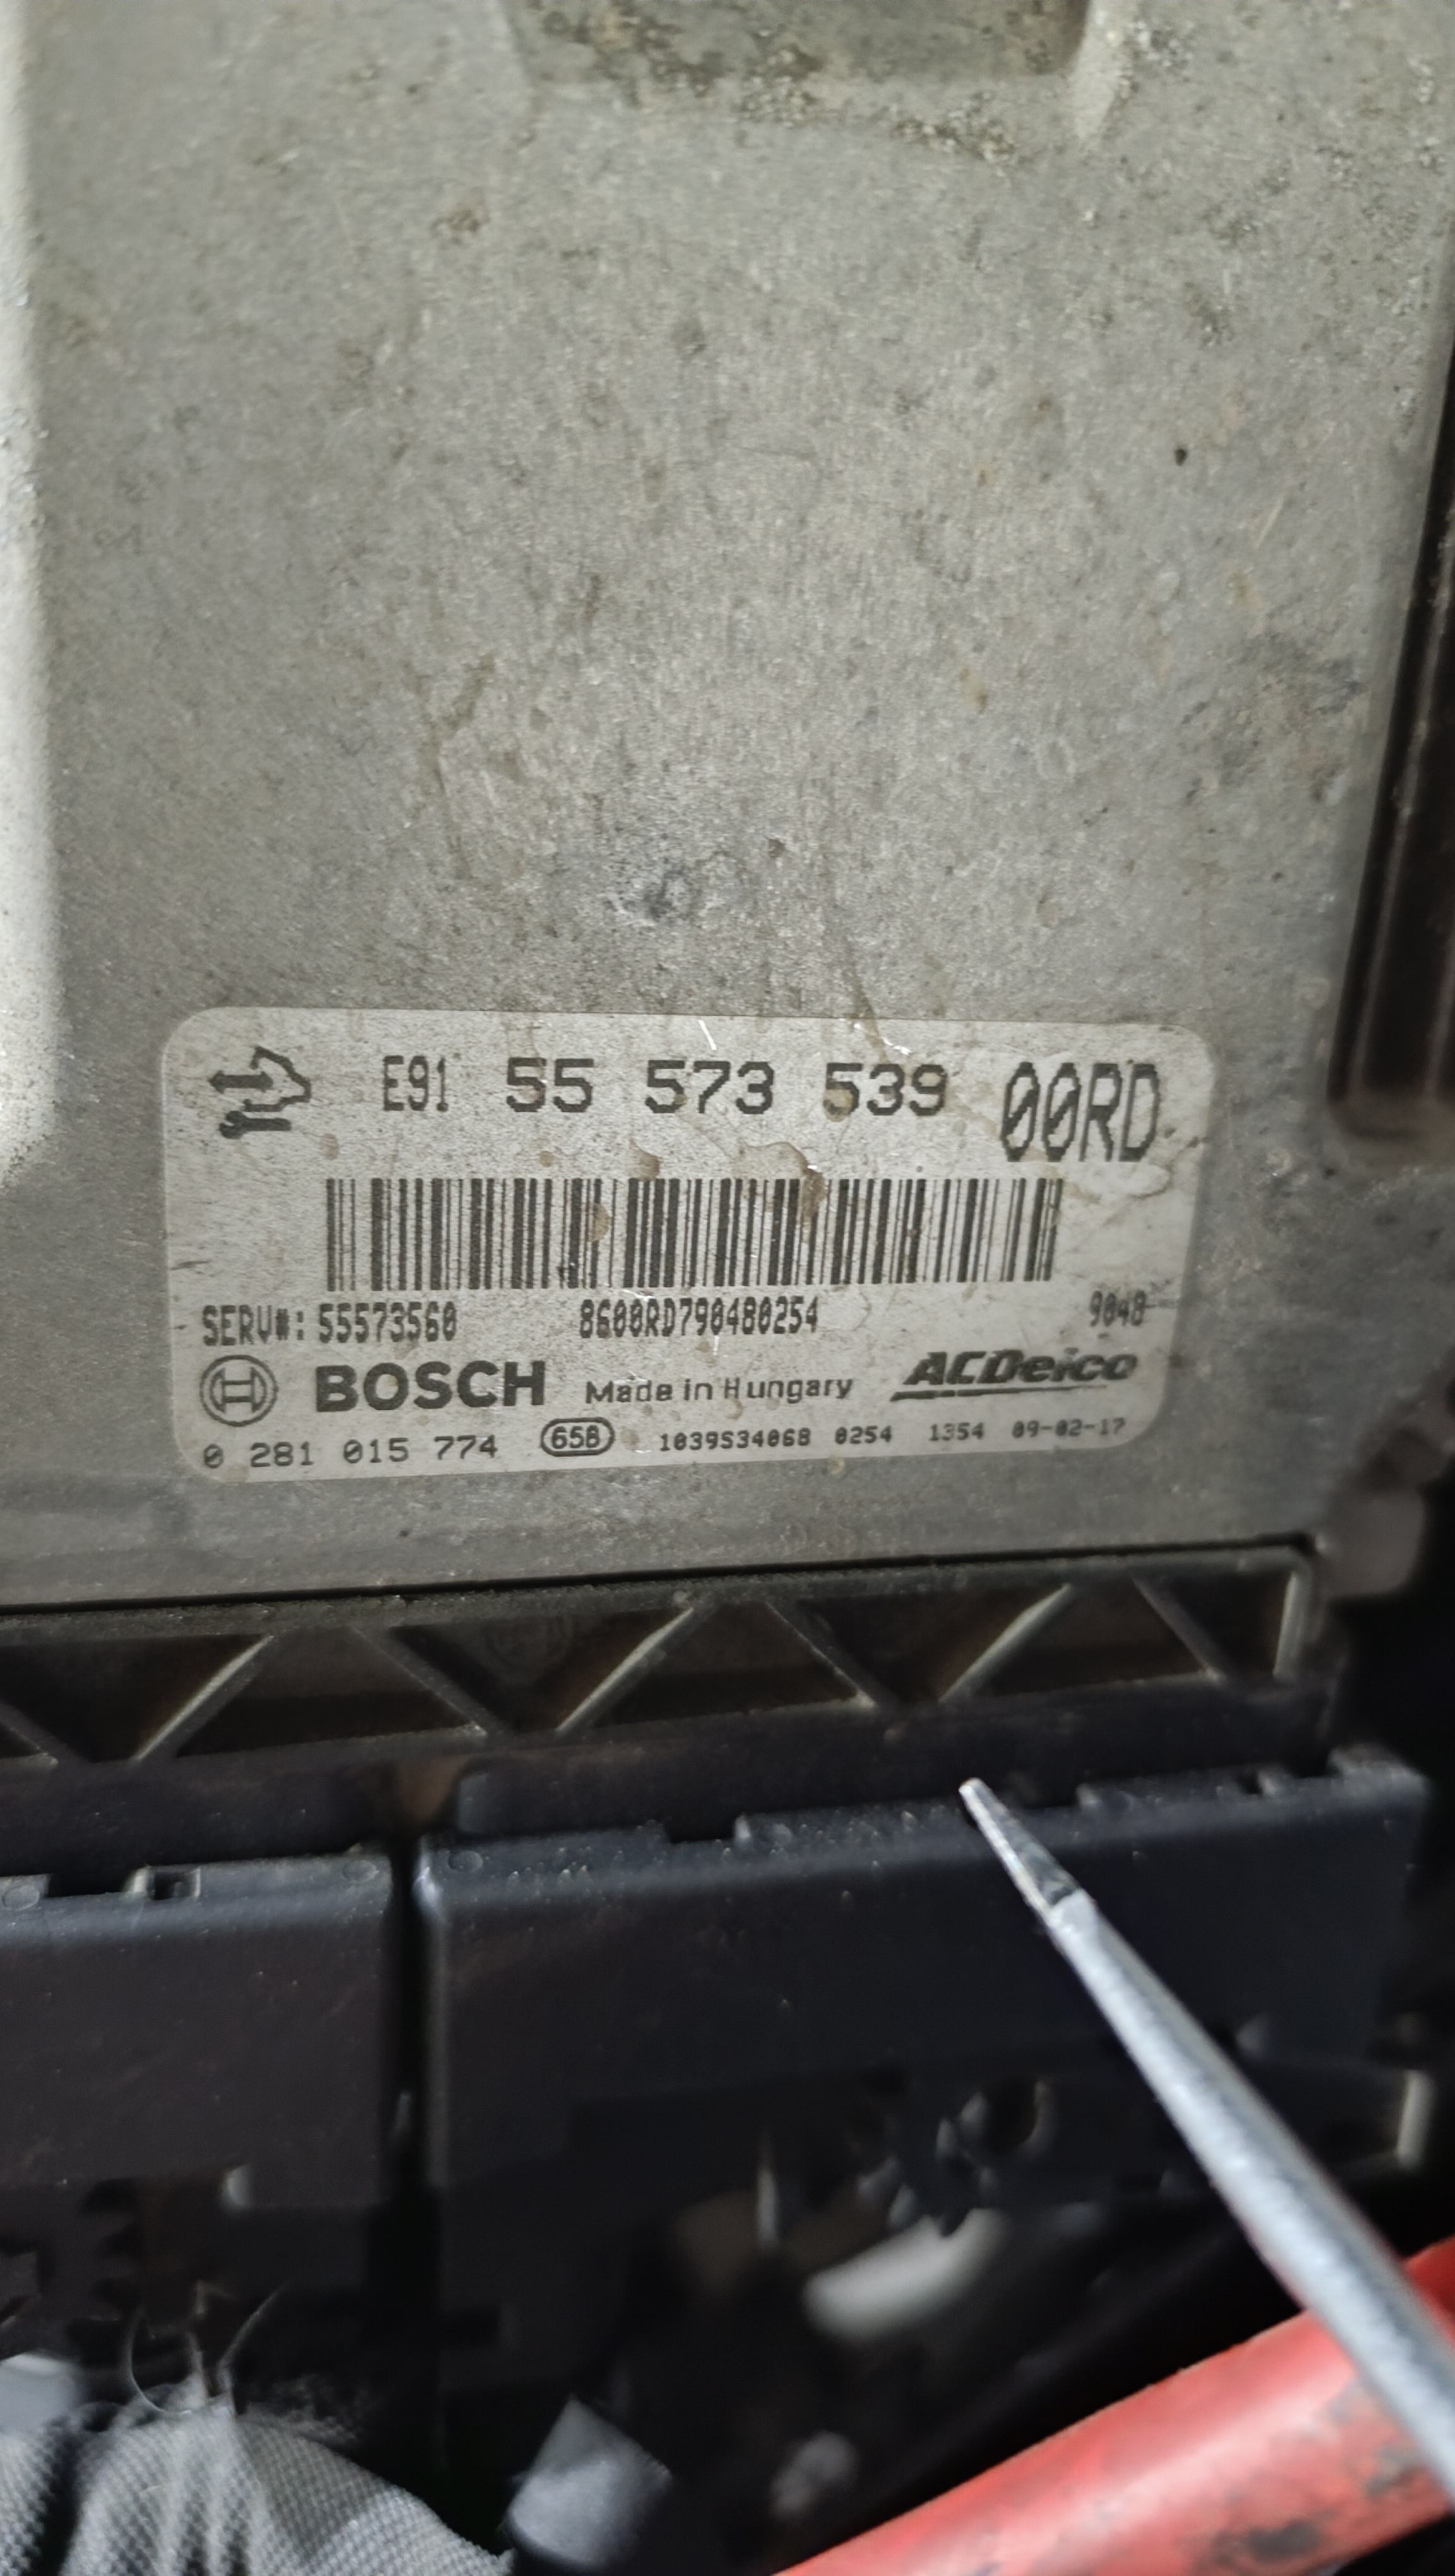 E91 55 573 539 00RD
SERV#: 55573560 8600RD790480254 9048
BOSCH Made in Hungary ACDelco
0 281 015 774 65B 1039S34068 0254 1354 09-02-17